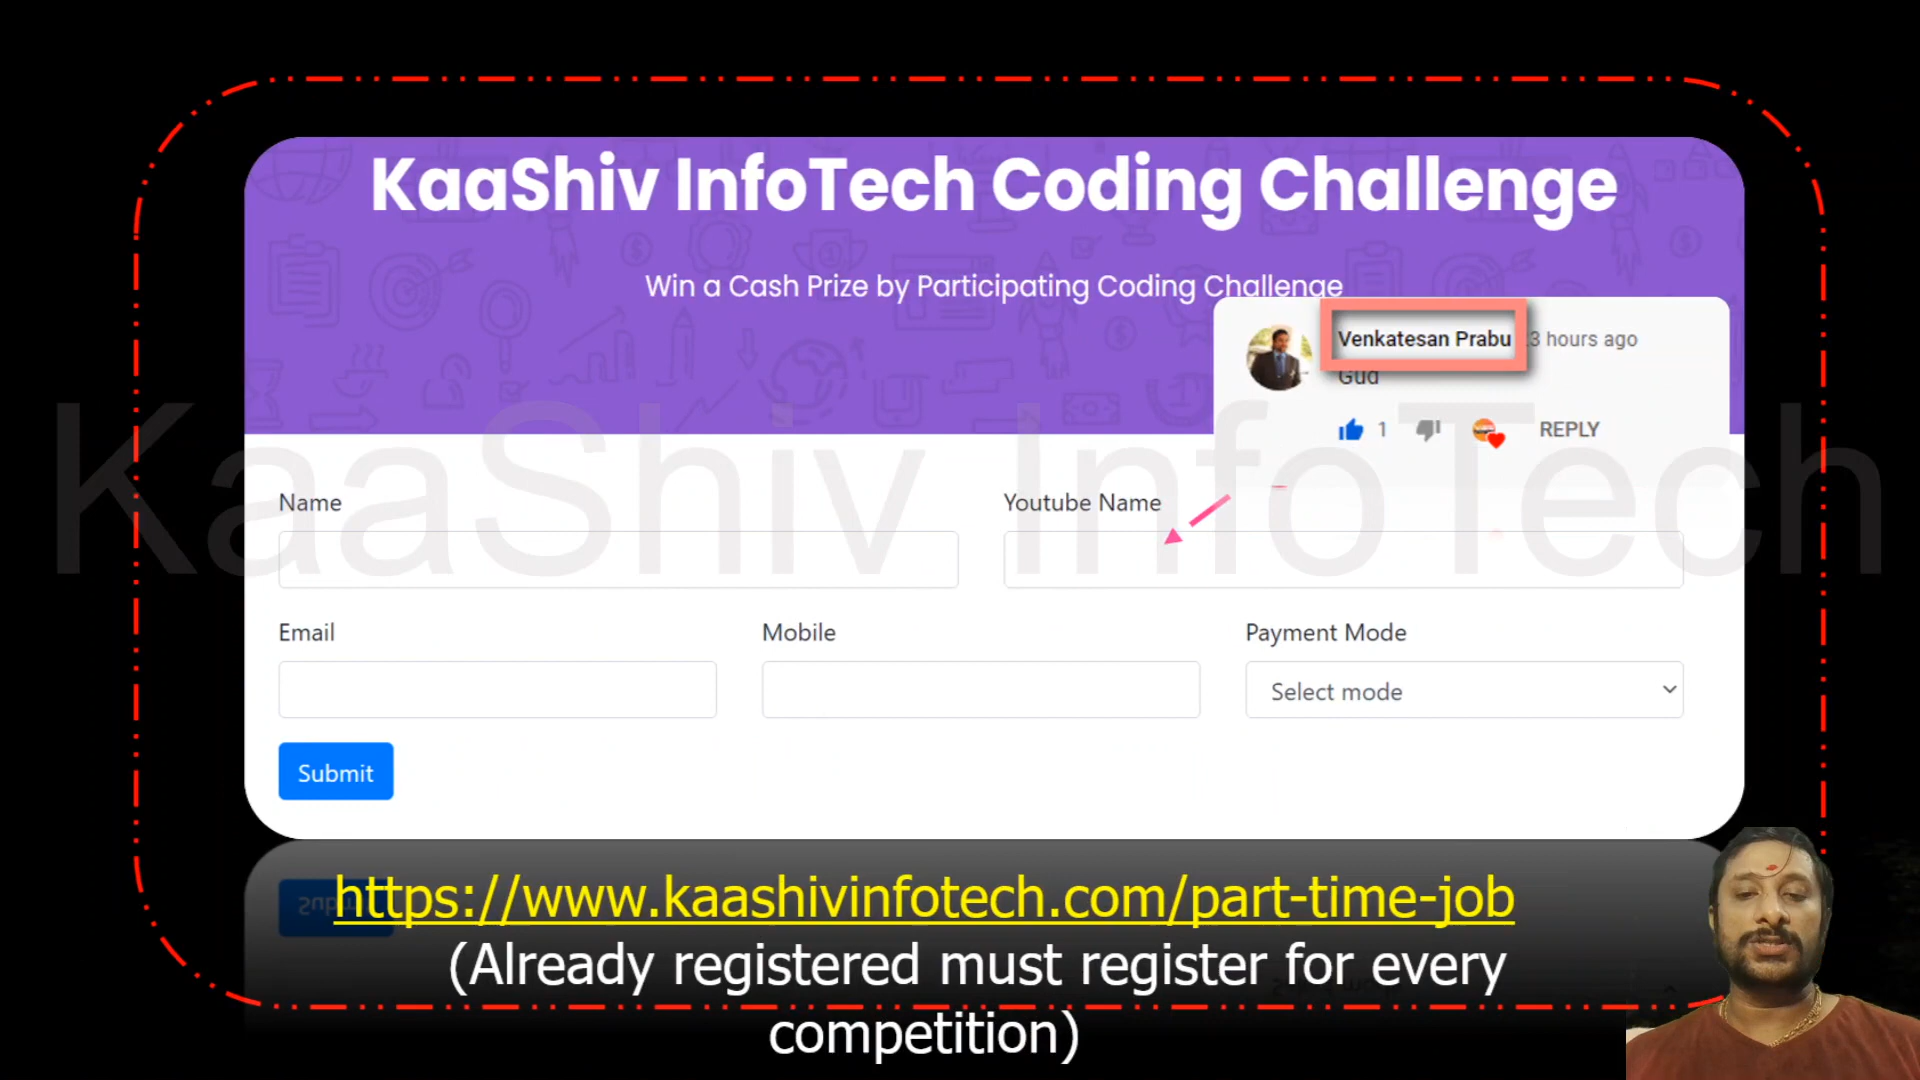 KaaShiv InfoTech Coding Challenge
Win a Cash Prize by Participating Coding Challenge
Venkatesan Prabu 3 hours ago
Gud
1 REPLY
KaaShiv InfoTech
Name
Youtube Name
Email
Mobile
Payment Mode
Select mode
Submit
https://www.kaashivinfotech.com/part-time-job
(Already registered must register for every
competition)